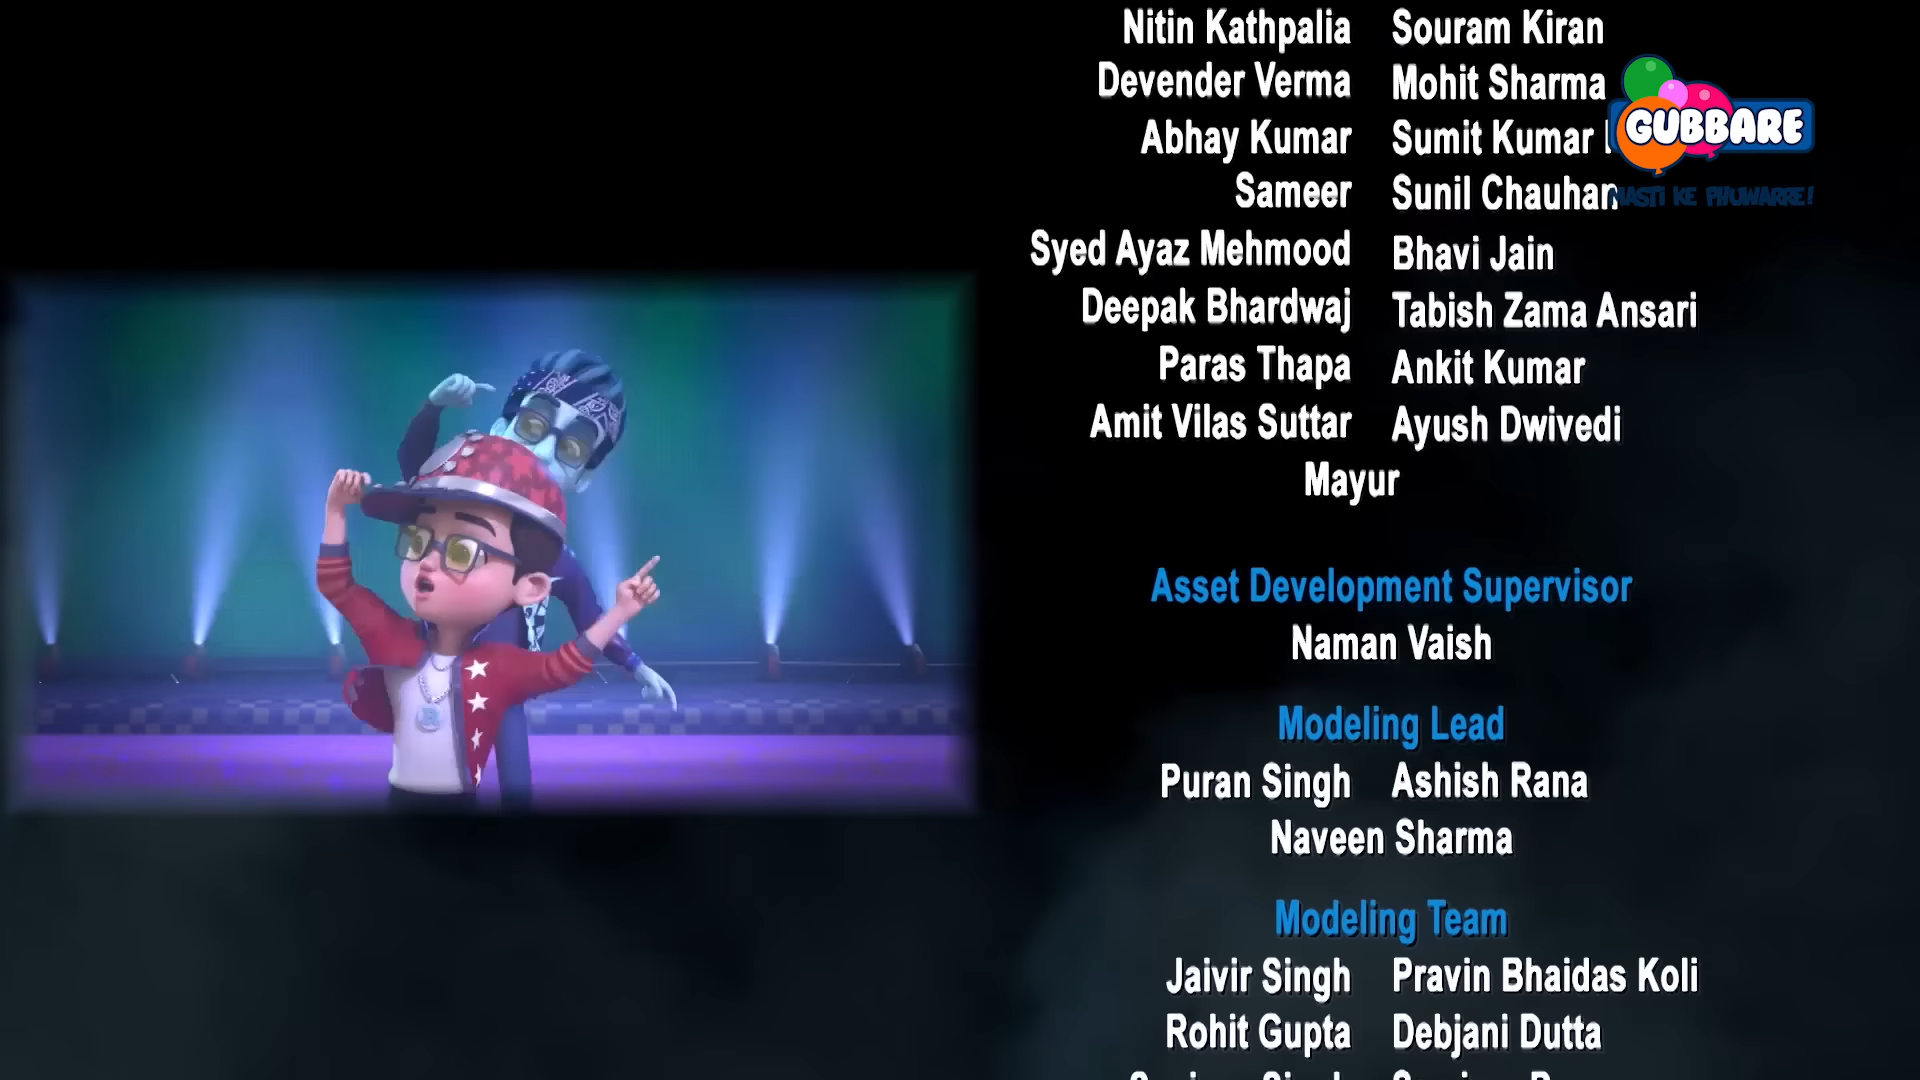 Nitin Kathpalia Souram Kiran
Devender Verma Mohit Sharma
Abhay Kumar Sumit Kumar
Sameer Sunil Chauhan
Syed Ayaz Mehmood Bhavi Jain
Deepak Bhardwaj Tabish Zama Ansari
Paras Thapa Ankit Kumar
Amit Vilas Suttar Ayush Dwivedi
Mayur
Asset Development Supervisor
Naman Vaish
Modeling Lead
Puran Singh Ashish Rana
Naveen Sharma
Modeling Team
Jaivir Singh Pravin Bhaidas Koli
Rohit Gupta Debjani Dutta
GUBBARE
MASTI KE PHUWARRE!